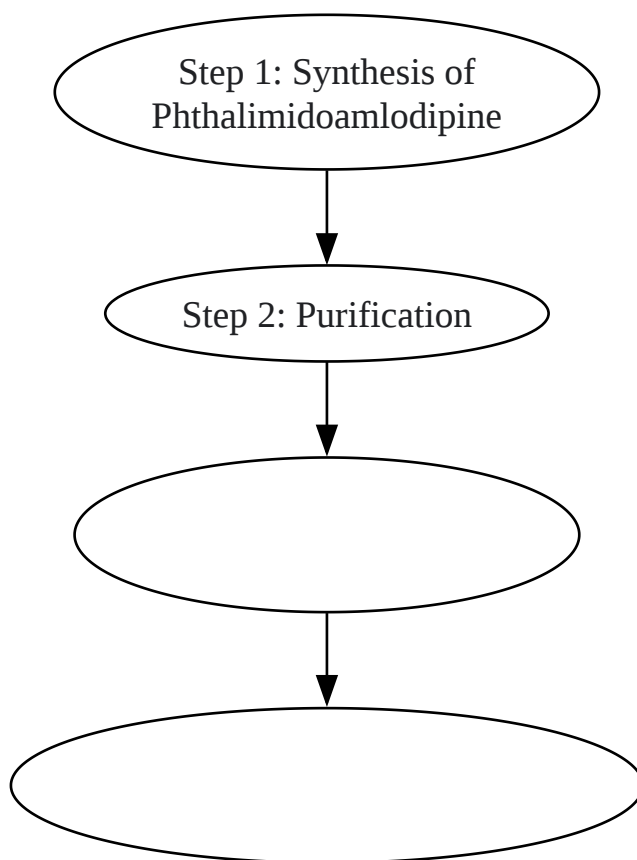 Step 1: Synthesis of
Phthalimidoamlodipine
Step 2: Purification